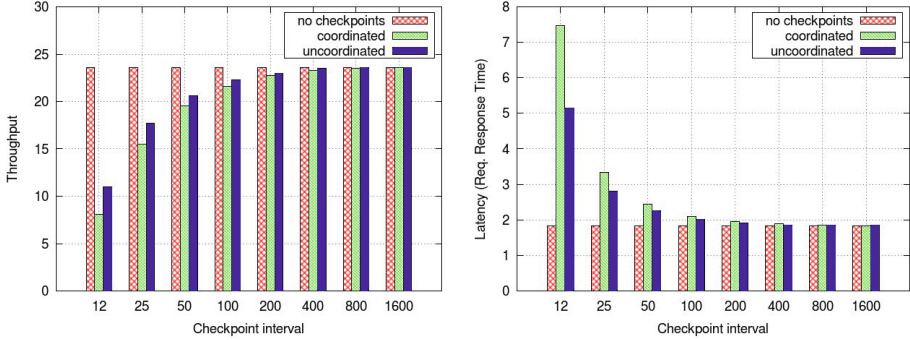 30
25
20
15
10
5
0
Throughput
no checkpoints
coordinated
uncoordinated
12 25 50 100 200 400 800 1600
Checkpoint interval
8
7
6
5
4
3
2
1
0
Latency (Req. Response Time)
no checkpoints
coordinated
uncoordinated
12 25 50 100 200 400 800 1600
Checkpoint interval